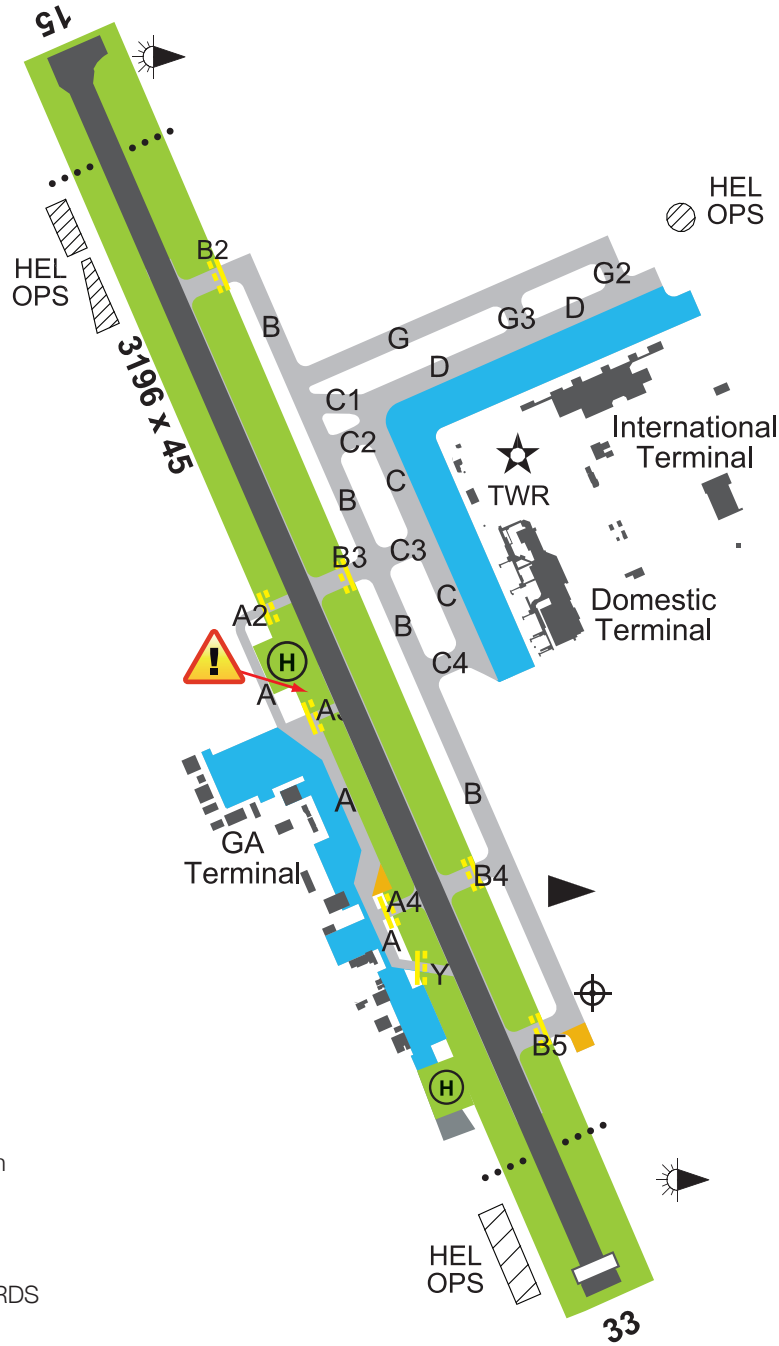 15
HEL
OPS
B2
HEL
OPS
G2
B
G3
D
G
D
3196 x 45
C1
International
Terminal
C2
C
B
TWR
B3
C3
A2
C
Domestic
Terminal
B
!
H
C4
A
A
B
GA
Terminal
B4
A4
A
Y
B5
H
HEL
OPS
RDS
33